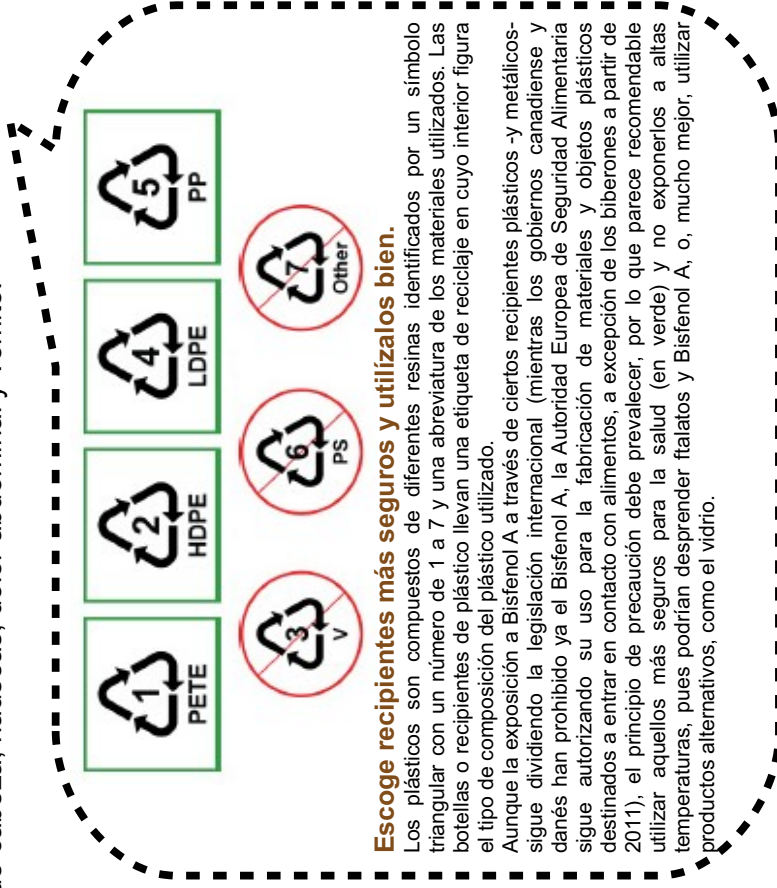 1
PETE
2
HDPE
4
LDPE
5
PP
3
V
6
PS
7
Other
Escoge recipientes más seguros y utilízalos bien.
Los plásticos son compuestos de diferentes resinas identificados por un símbolo
triangular con un número de 1 a 7 y una abreviatura de los materiales utilizados. Las
botellas o recipientes de plástico llevan una etiqueta de reciclaje en cuyo interior figura
el tipo de composición del plástico utilizado.
Aunque la exposición a Bisfenol A a través de ciertos recipientes plásticos -y metálicos-
sigue dividiendo la legislación internacional (mientras los gobiernos canadiense y
danés han prohibido ya el Bisfenol A, la Autoridad Europea de Seguridad Alimentaria
sigue autorizando su uso para la fabricación de materiales y objetos plásticos
destinados a entrar en contacto con alimentos, a excepción de los biberones a partir de
2011), el principio de precaución debe prevalecer, por lo que parece recomendable
utilizar aquellos más seguros para la salud (en verde) y no exponerlos a altas
temperaturas, pues podrían desprender ftalatos y Bisfenol A, o, mucho mejor, utilizar
productos alternativos, como el vidrio.